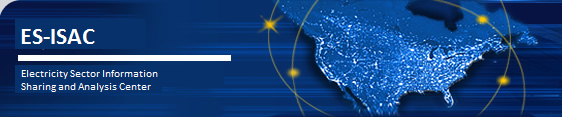 ES-ISAC
Electricity Sector Information
Sharing and Analysis Center